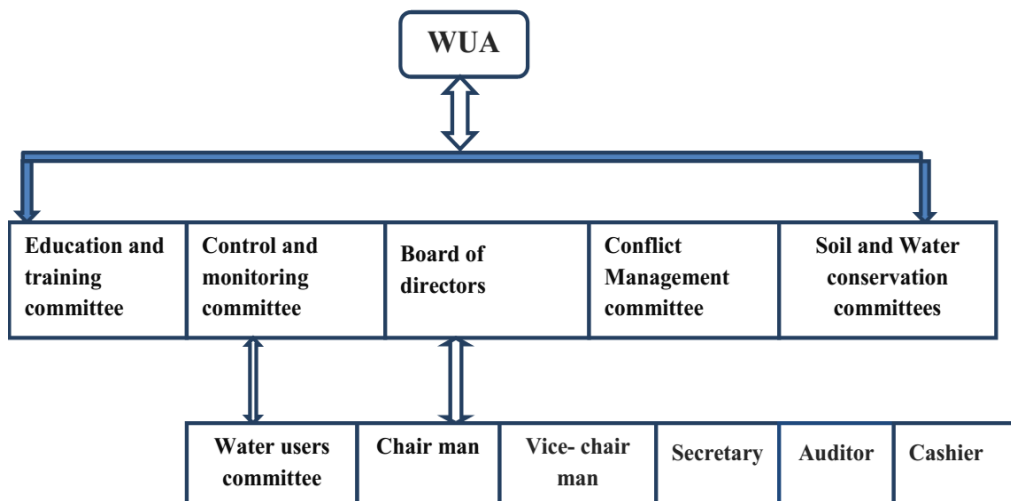 WUA
Education and
training
committee
Control and
monitoring
committee
Board of
directors
Conflict
Management
committee
Soil and Water
conservation
committees
Water users
committee
Chair man
Vice- chair
man
Secretary
Auditor
Cashier